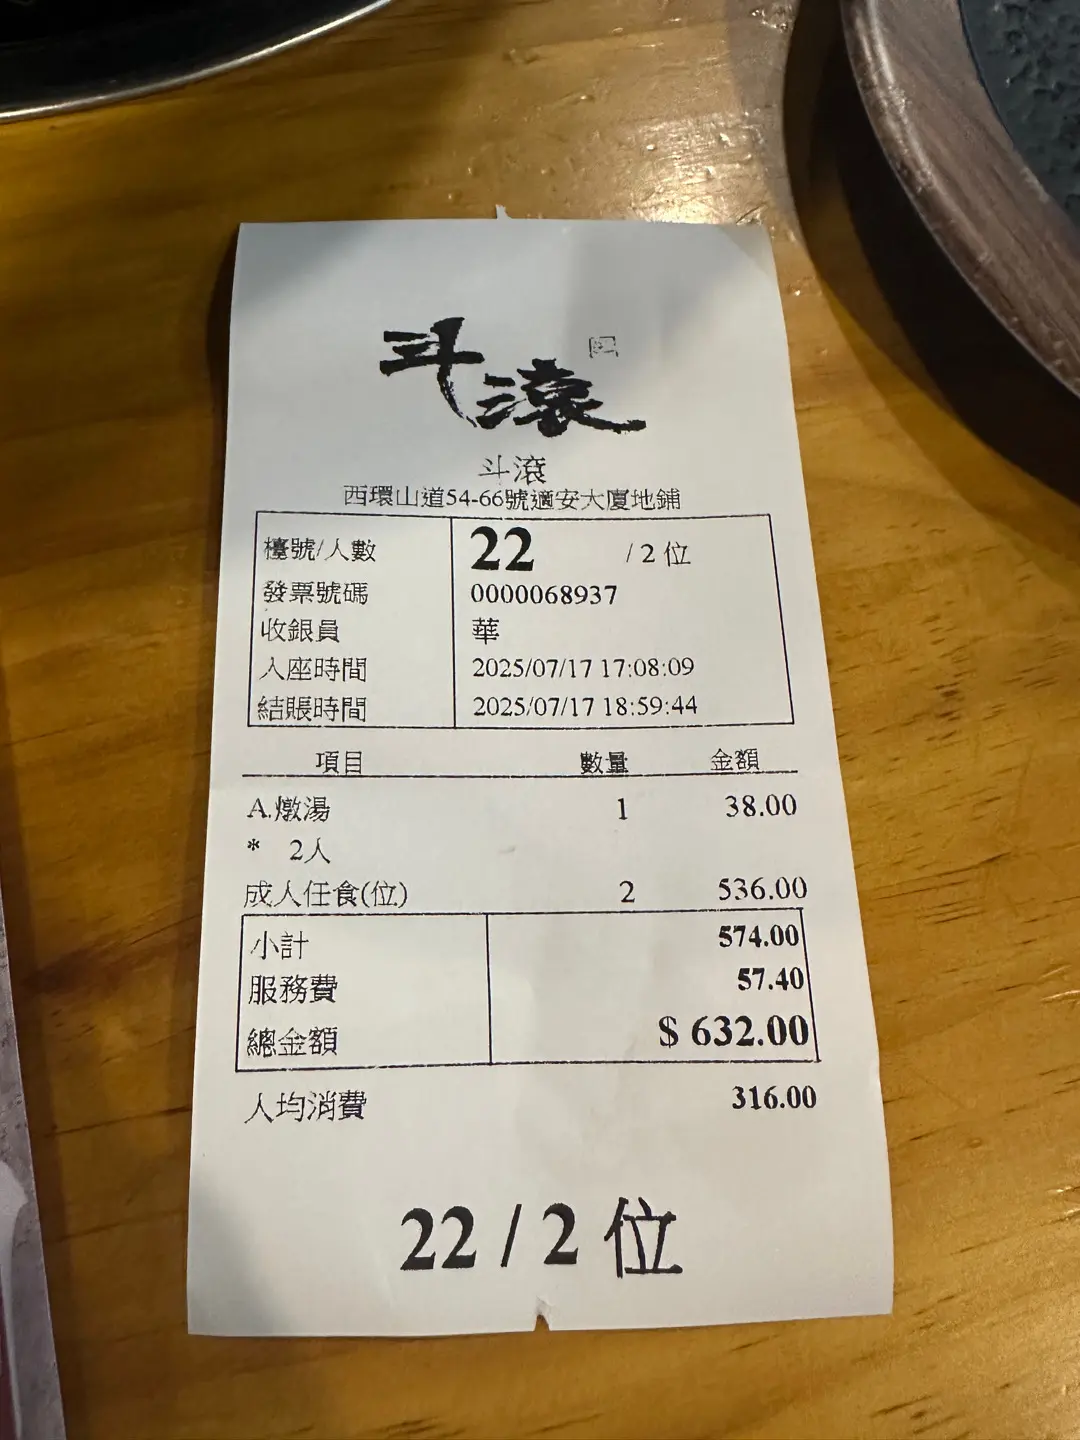 斗滾
斗滾
西環山道54-66號適安大廈地鋪
檯號/人數 22 / 2 位
發票號碼 0000068937
收銀員 華
入座時間 2025/07/17 17:08:09
結賬時間 2025/07/17 18:59:44
項目 數量 金額
A.燉湯 1 38.00
* 2人
成人任食(位) 2 536.00
小計 574.00
服務費 57.40
總金額 $ 632.00
人均消費 316.00
22 / 2 位